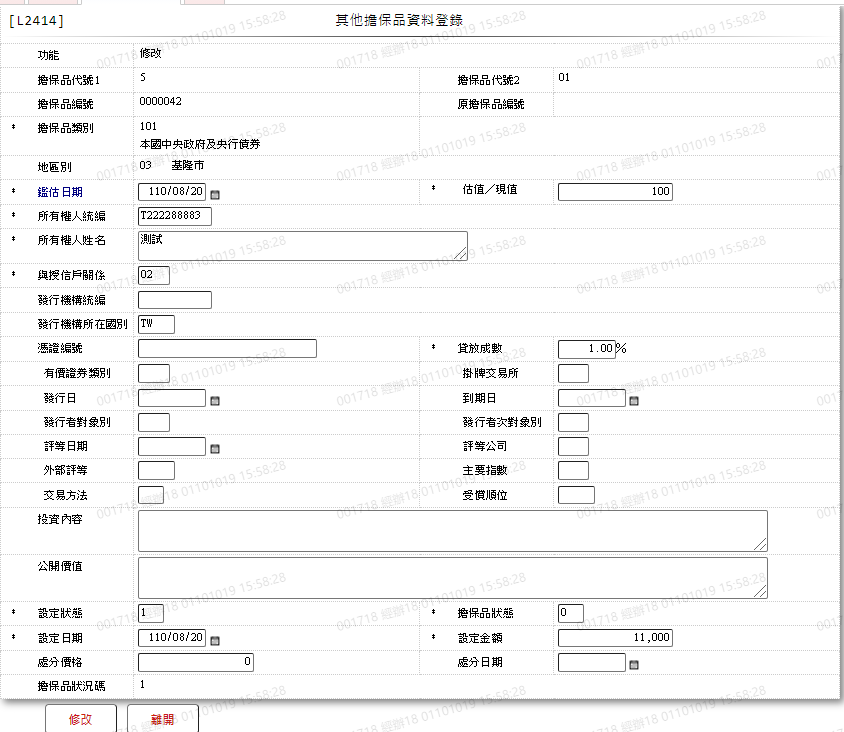 [L2414] 其他擔保品資料登錄
功能 修改
擔保品代號1 5 擔保品代號2 01
擔保品編號 0000042 原擔保品編號
* 擔保品類別 101
本國中央政府及央行債券
地區別 03 基隆市
* 鑑估日期 110/08/20 * 估值／現值 100
* 所有權人統編 T222288883
* 所有權人姓名 測試
* 與授信戶關係 02
發行機構統編
發行機構所在國別 TW
憑證編號 * 貸放成數 1.00 %
有價證券類別 掛牌交易所
發行日 到期日
發行者對象別 發行者次對象別
評等日期 評等公司
外部評等 主要指數
交易方法 受償順位
投資內容
公開價值
* 設定狀態 1 * 擔保品狀態 0
* 設定日期 110/08/20 * 設定金額 11,000
處分價格 0 處分日期
擔保品狀況碼 1
修改 離開
001718 經辦18 01101019 15:58:28